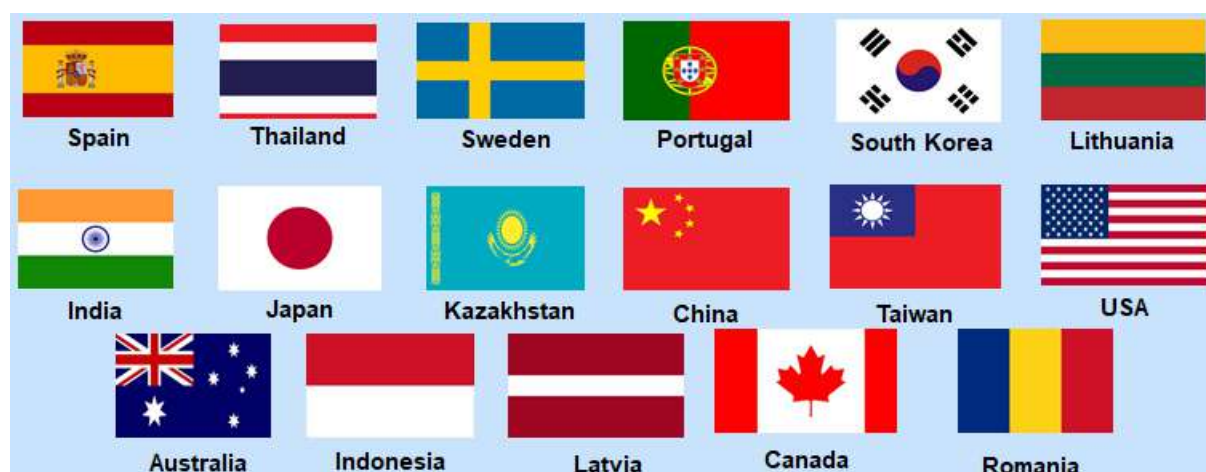 Spain Thailand Sweden Portugal South Korea Lithuania
India Japan Kazakhstan China Taiwan USA
Australia Indonesia Latvia Canada Romania